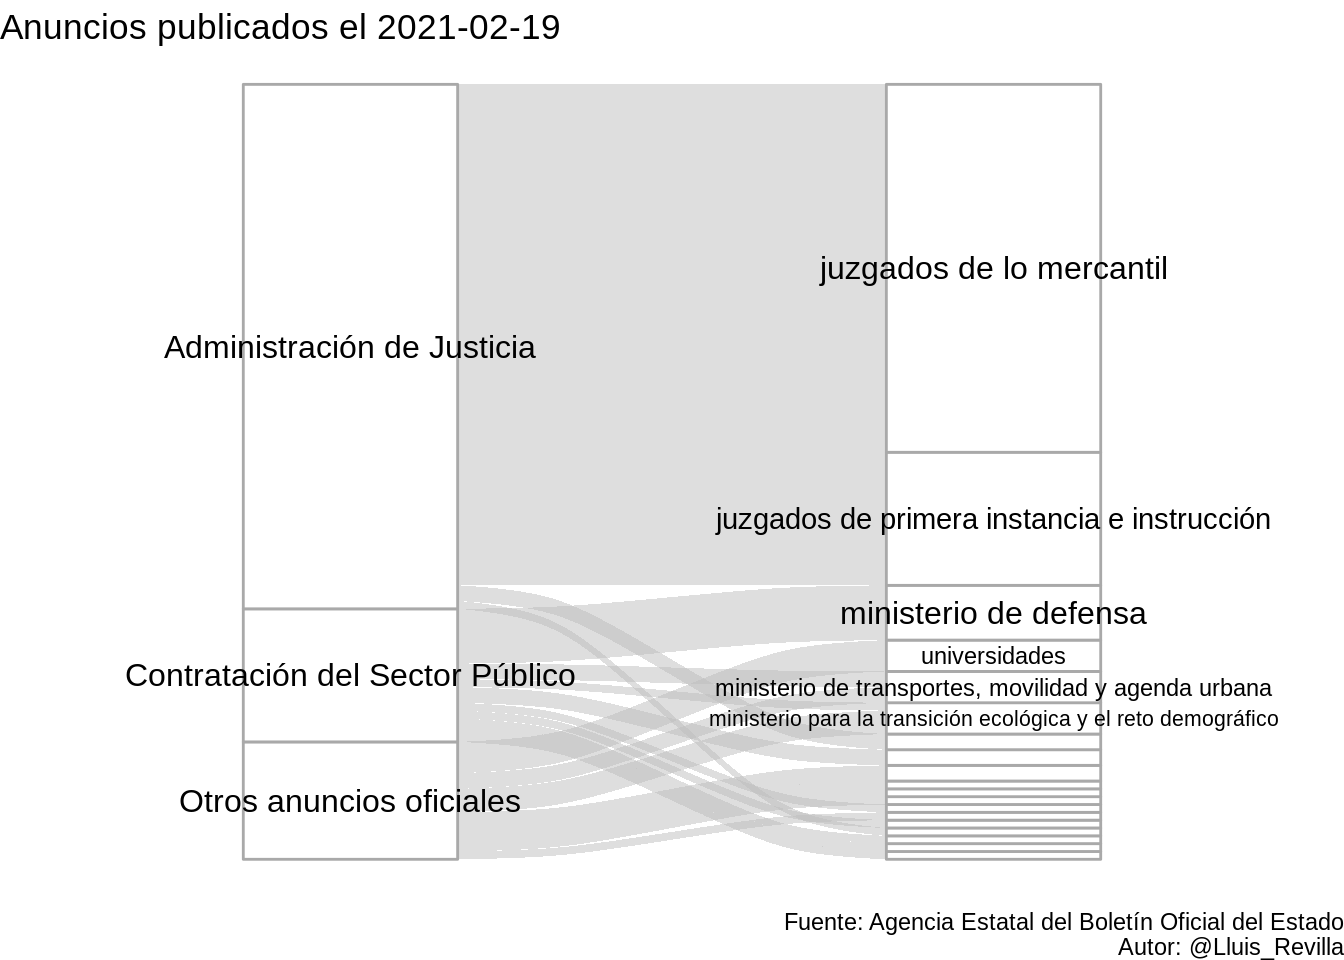 Anuncios publicados el 2021-02-19
juzgados de lo mercantil
Administración de Justicia
juzgados de primera instancia e instrucción
ministerio de defensa
universidades
Contratación del Sector Público
ministerio de transportes, movilidad y agenda urbana
ministerio para la transición ecológica y el reto demográfico
Otros anuncios oficiales
Fuente: Agencia Estatal del Boletín Oficial del Estado
Autor: @Lluis_Revilla